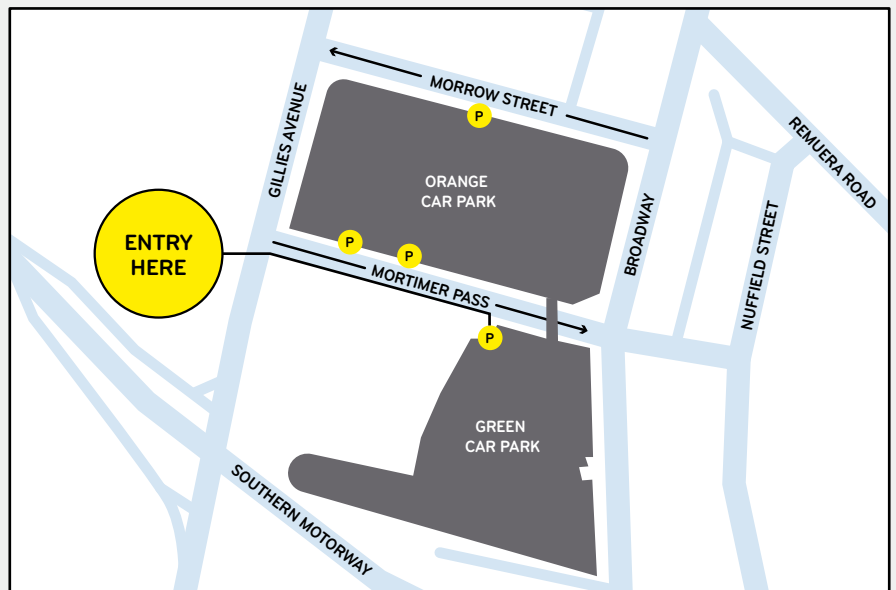 MORROW STREET
P
GILLIES AVENUE
REMUERA ROAD
ORANGE
CAR PARK
ENTRY
HERE
P
P
BROADWAY
NUFFIELD STREET
MORTIMER PASS
P
GREEN
CAR PARK
SOUTHERN MOTORWAY